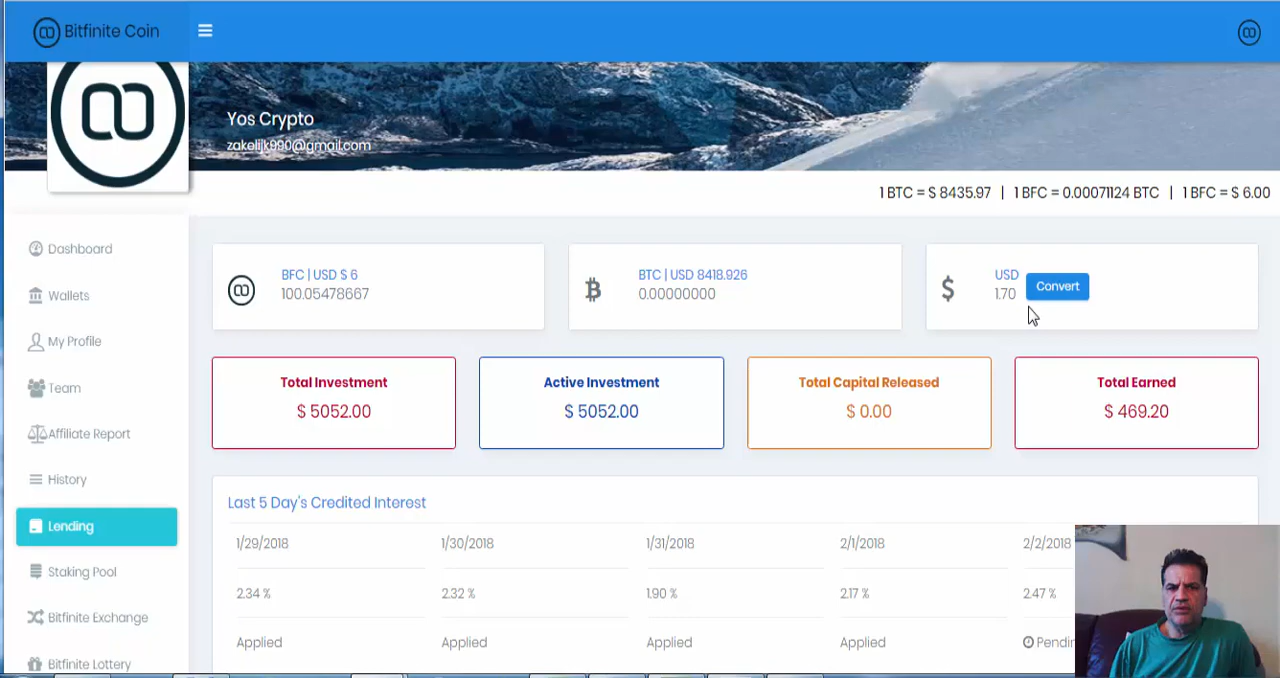 Bitfinite Coin
Yos Crypto
zakelijk990@gmail.com
1 BTC = $ 8435.97 | 1 BFC = 0.00071124 BTC | 1 BFC = $ 6.00
Dashboard
Wallets
My Profile
Team
Affiliate Report
History
Lending
Staking Pool
Bitfinite Exchange
Bitfinite Lottery
BFC | USD $ 6
100.05478667
BTC | USD 8418.926
0.00000000
USD
1.70 Convert
Total Investment
$ 5052.00
Active Investment
$ 5052.00
Total Capital Released
$ 0.00
Total Earned
$ 469.20
Last 5 Day's Credited Interest
1/29/2018 1/30/2018 1/31/2018 2/1/2018 2/2/2018
2.34 % 2.32 % 1.90 % 2.17 % 2.47 %
Applied Applied Applied Applied Pendin